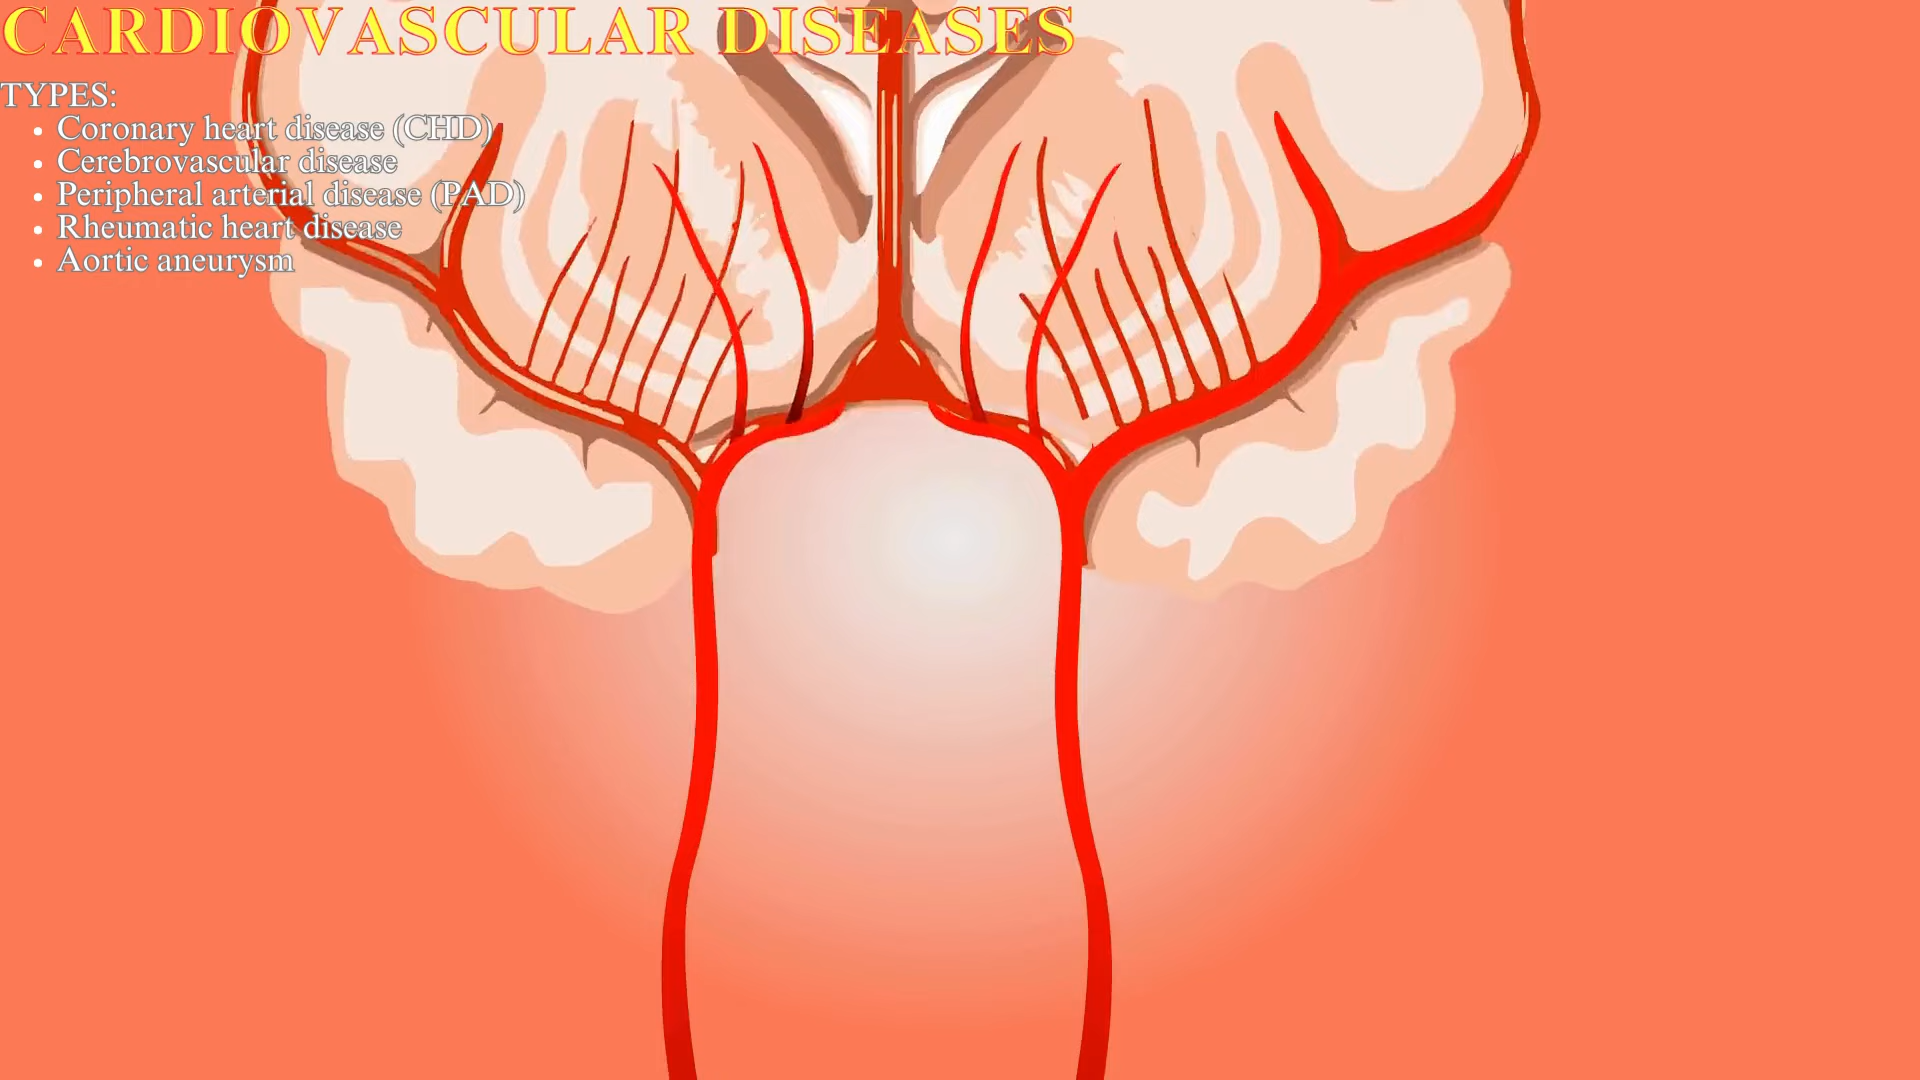 CARDIOVASCULAR DISEASES
TYPES:
• Coronary heart disease (CHD)
• Cerebrovascular disease
• Peripheral arterial disease (PAD)
• Rheumatic heart disease
• Aortic aneurysm